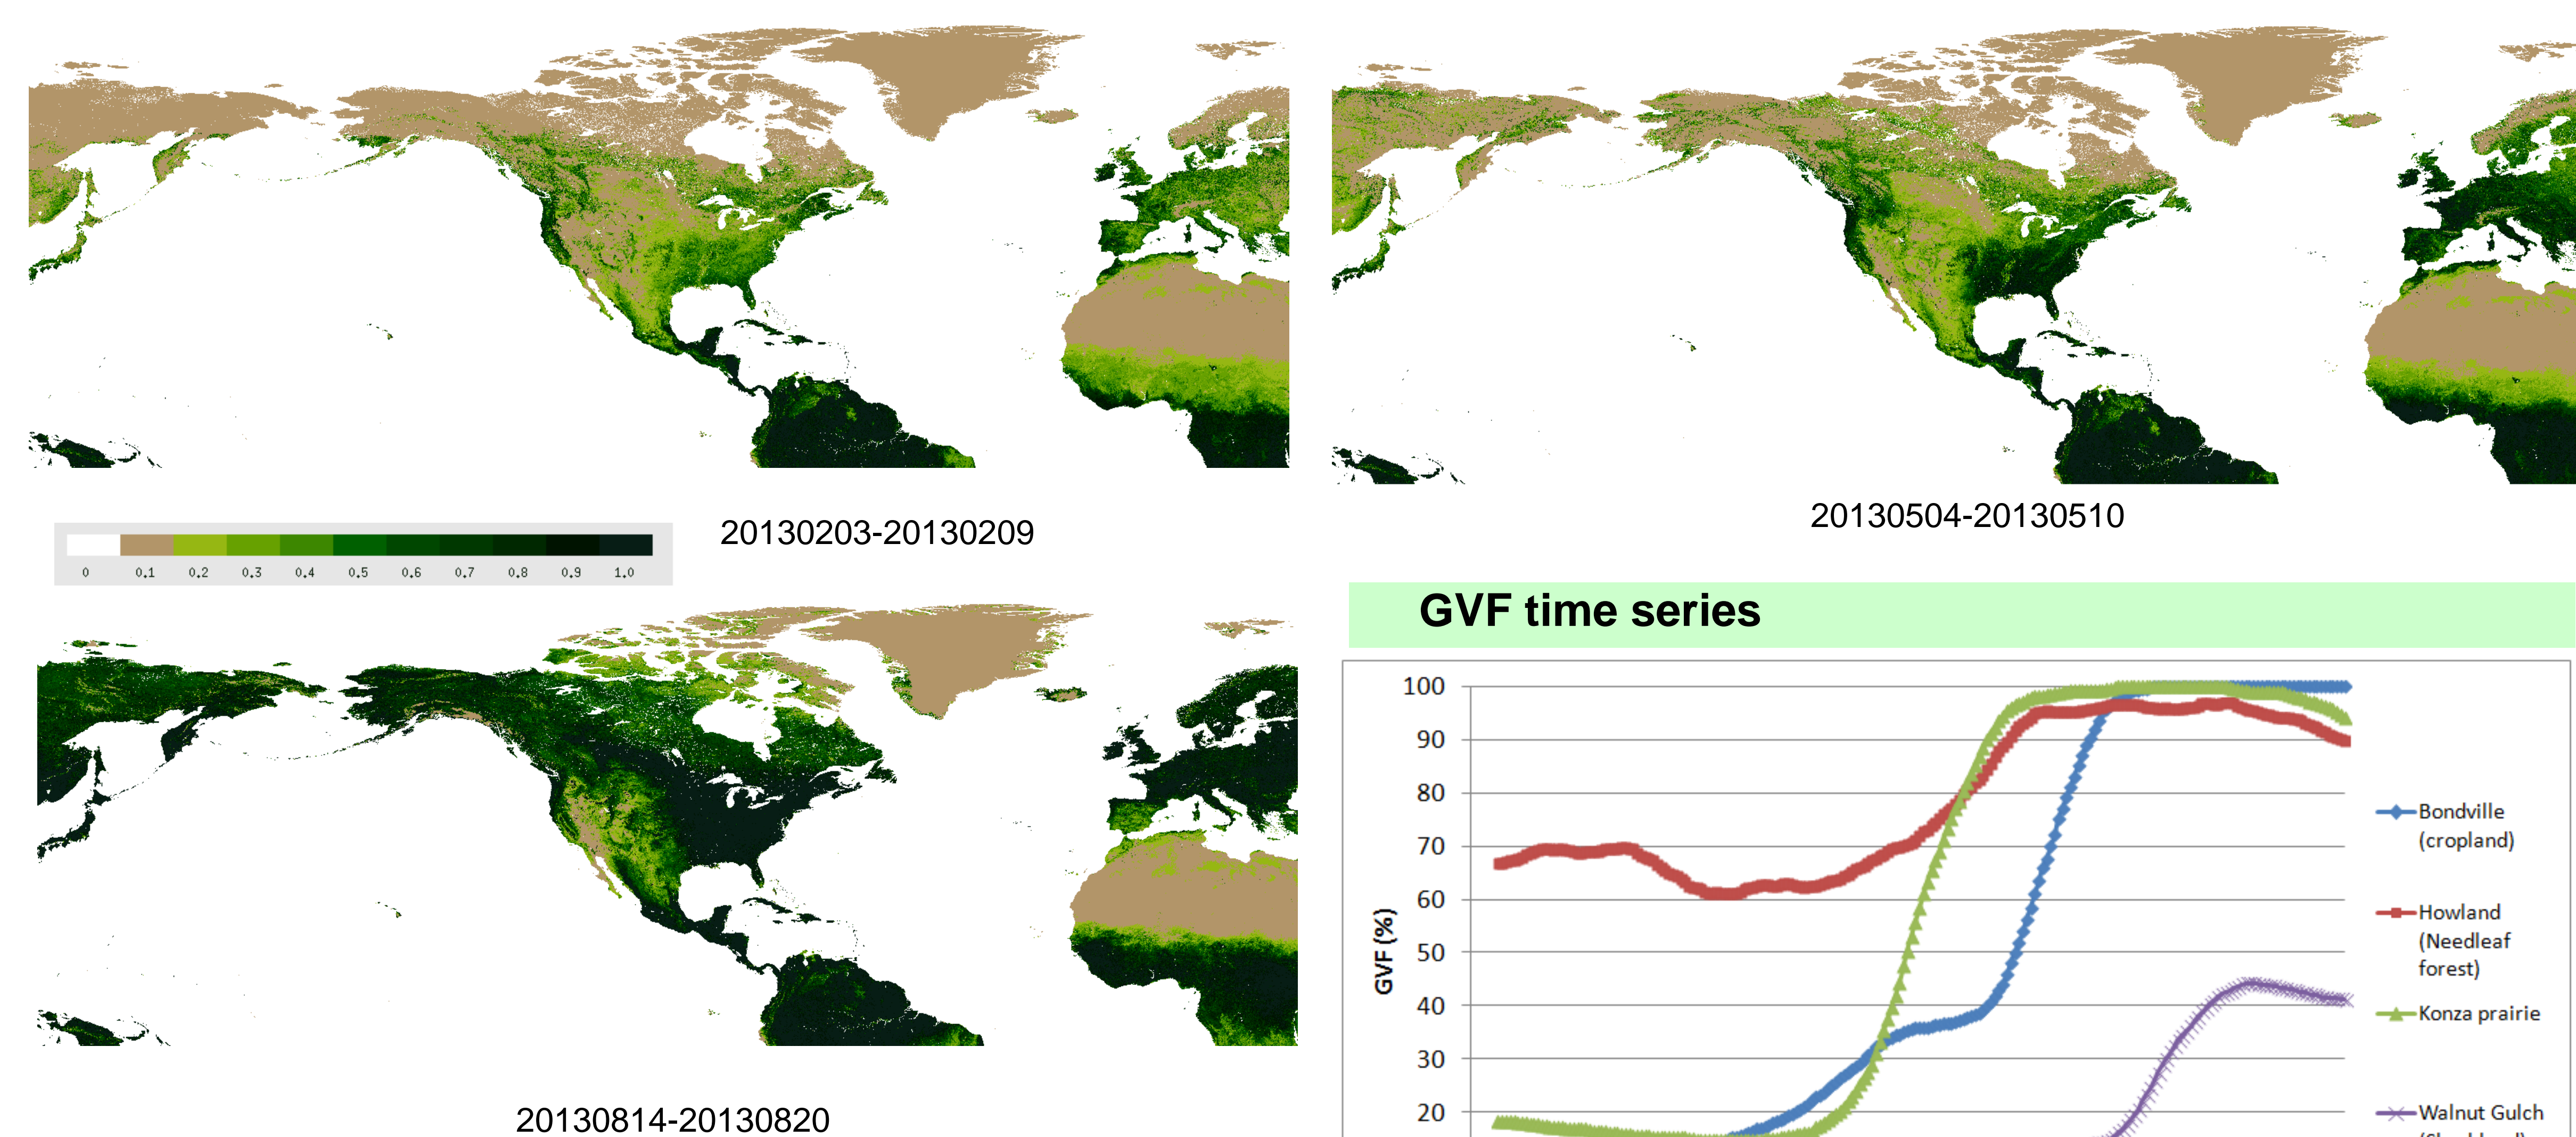 20130203-20130209
20130504-20130510
0 0.1 0.2 0.3 0.4 0.5 0.6 0.7 0.8 0.9 1.0
20130814-20130820
GVF time series
100
90
80
70
60
50
40
30
20
GVF (%)
Bondville
(cropland)
Howland
(Needleaf
forest)
Konza prairie
Walnut Gulch